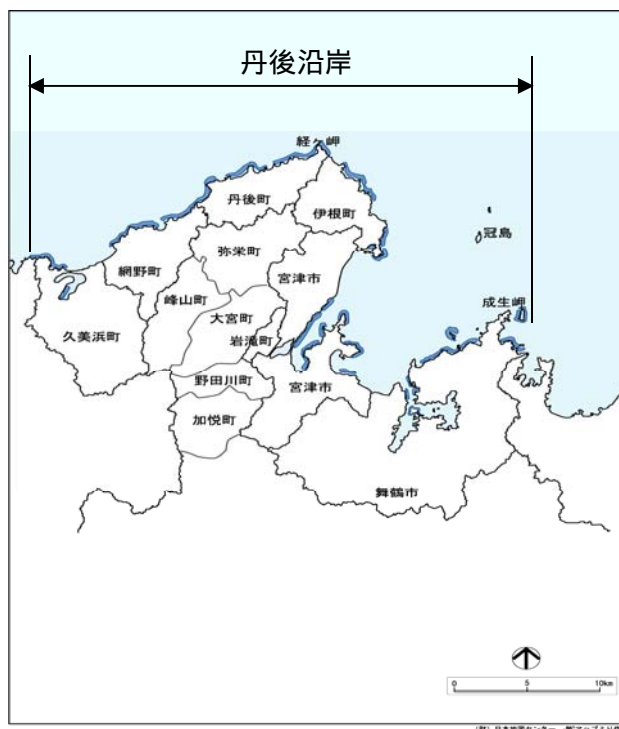 丹後沿岸
経ヶ岬
丹後町
伊根町
冠島
弥栄町
網野町
宮津市
峰山町
成生岬
大宮町
久美浜町
岩滝町
野田川町
宮津市
加悦町
舞鶴市
0 5 10km